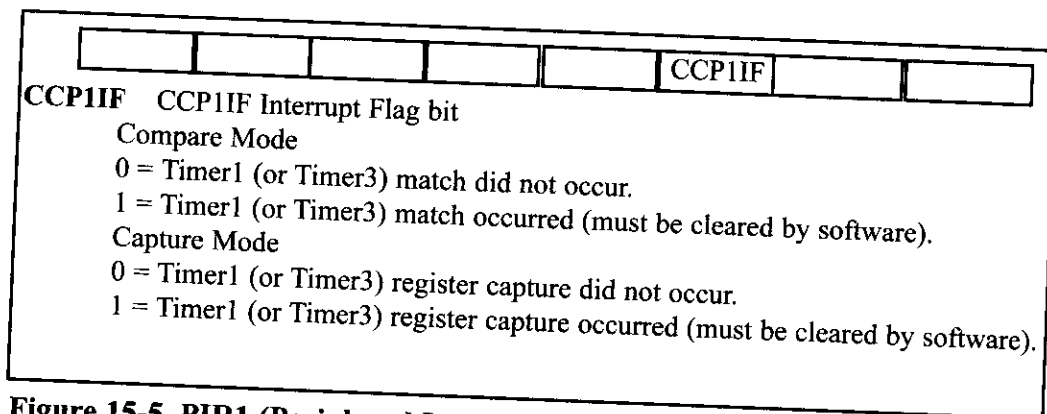 CCP1IF
CCP1IF CCP1IF Interrupt Flag bit
Compare Mode
0 = Timer1 (or Timer3) match did not occur.
1 = Timer1 (or Timer3) match occurred (must be cleared by software).
Capture Mode
0 = Timer1 (or Timer3) register capture did not occur.
1 = Timer1 (or Timer3) register capture occurred (must be cleared by software).
Figure 15-5. PIR1 (Peripheral